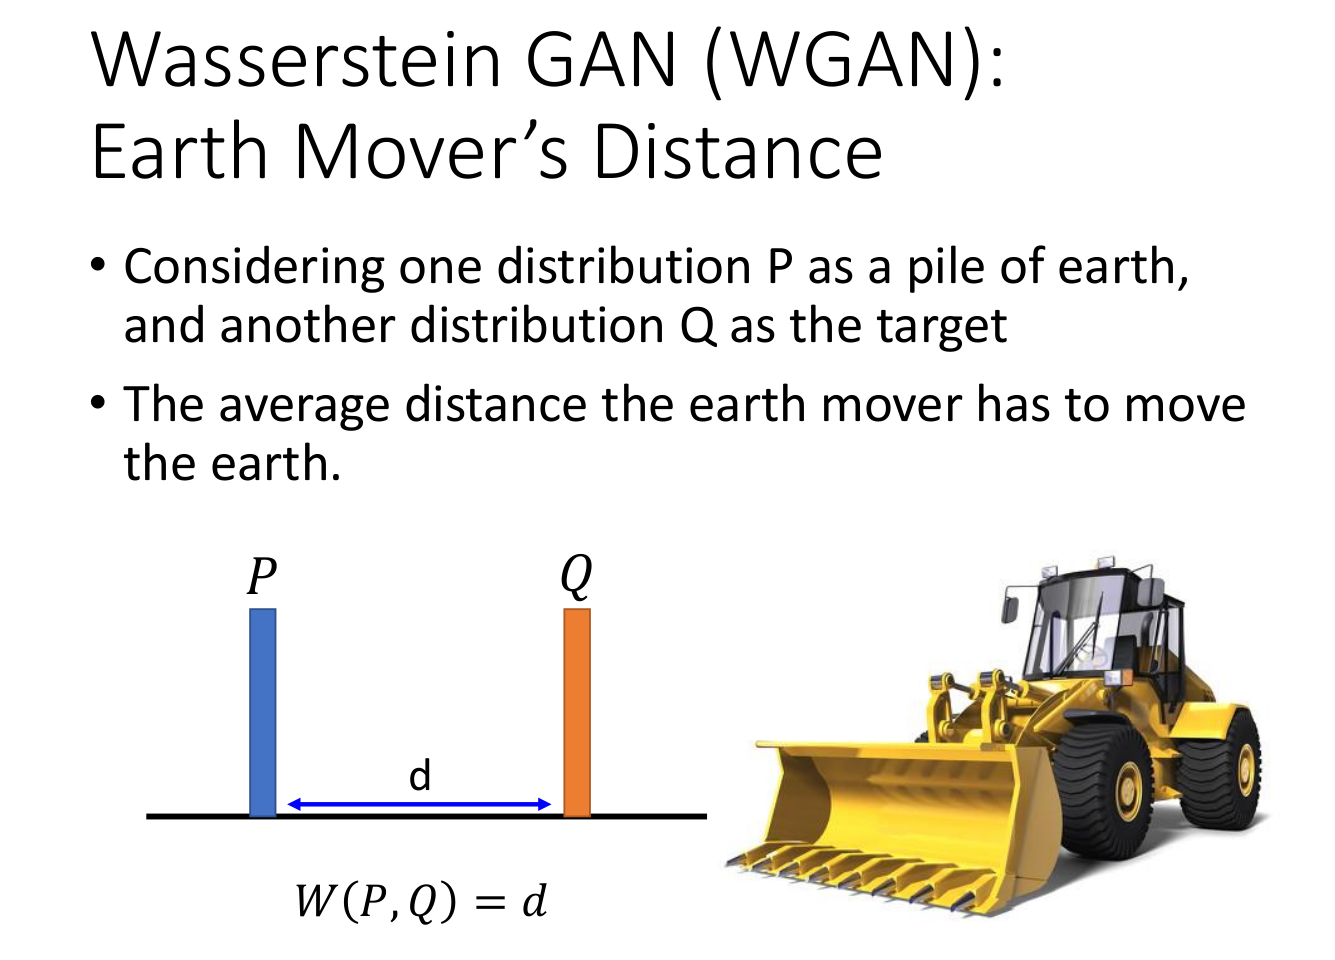 Wasserstein GAN (WGAN):
Earth Mover’s Distance
• Considering one distribution P as a pile of earth,
and another distribution Q as the target
• The average distance the earth mover has to move
the earth.
P
Q
d
W(P, Q) = d